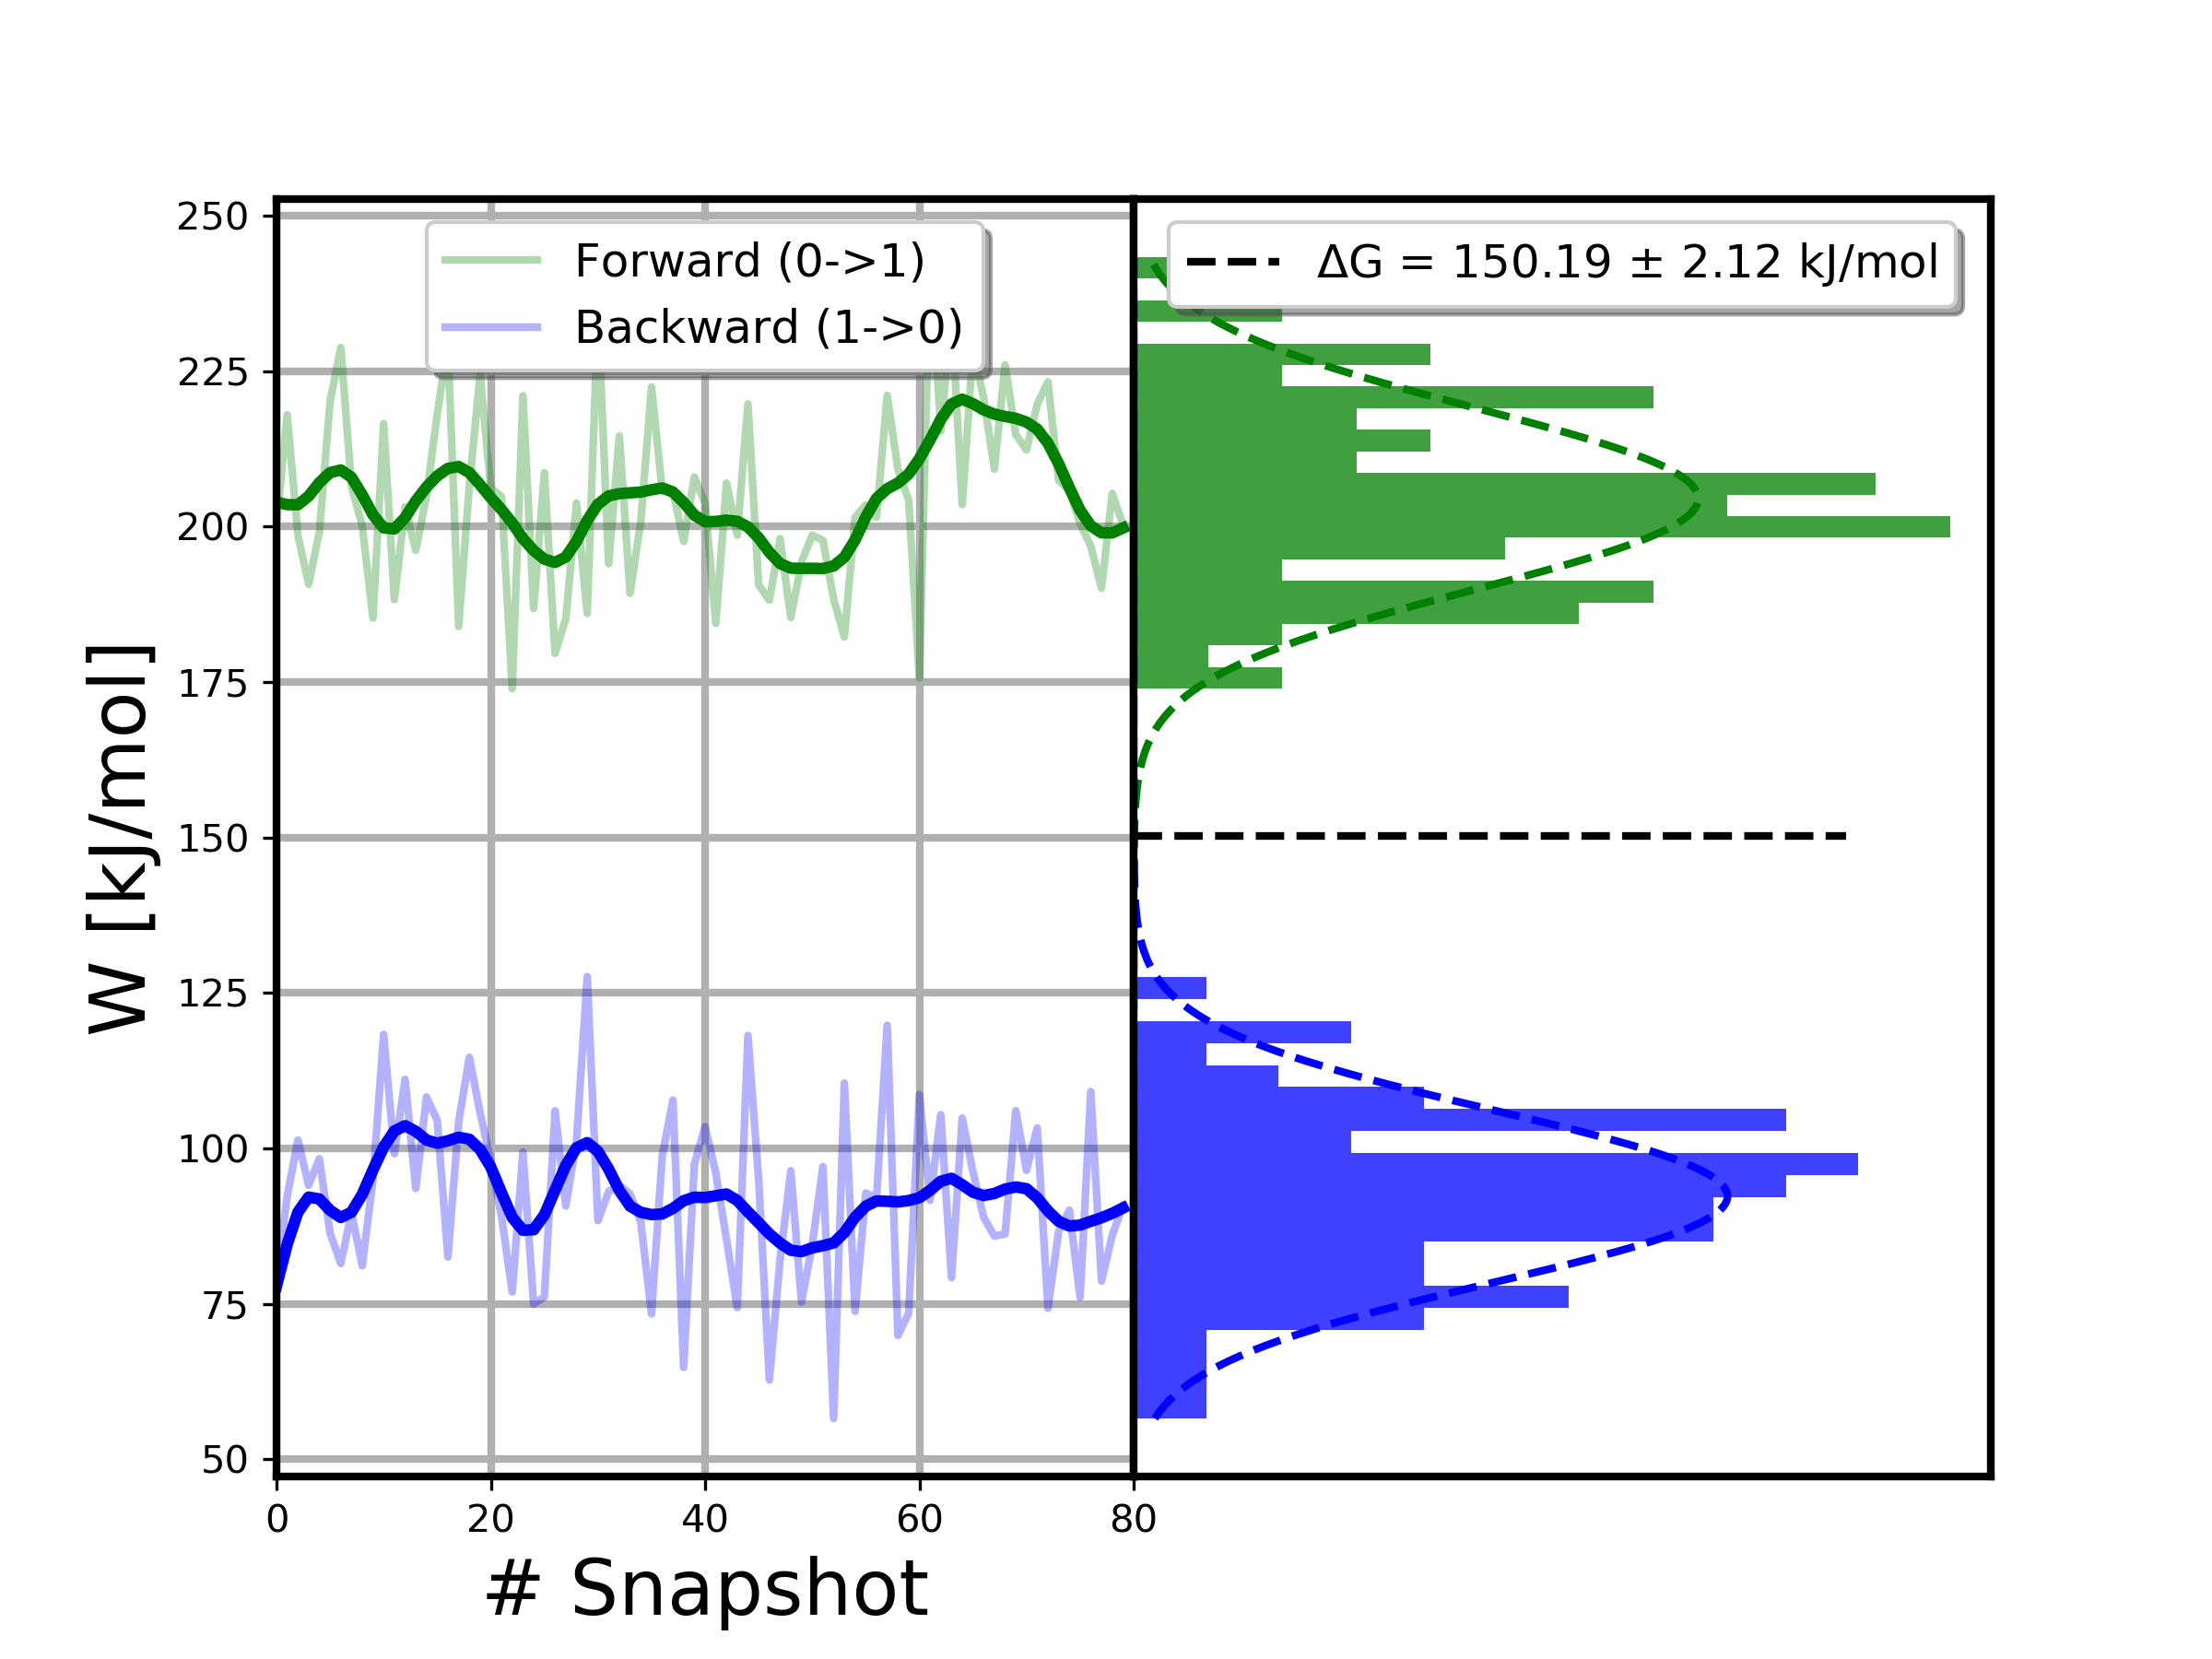 W [kJ/mol]
250
225
200
175
150
125
100
75
50
Forward (0->1)
Backward (1->0)
ΔG = 150.19 ± 2.12 kJ/mol
0 20 40 60 80
# Snapshot